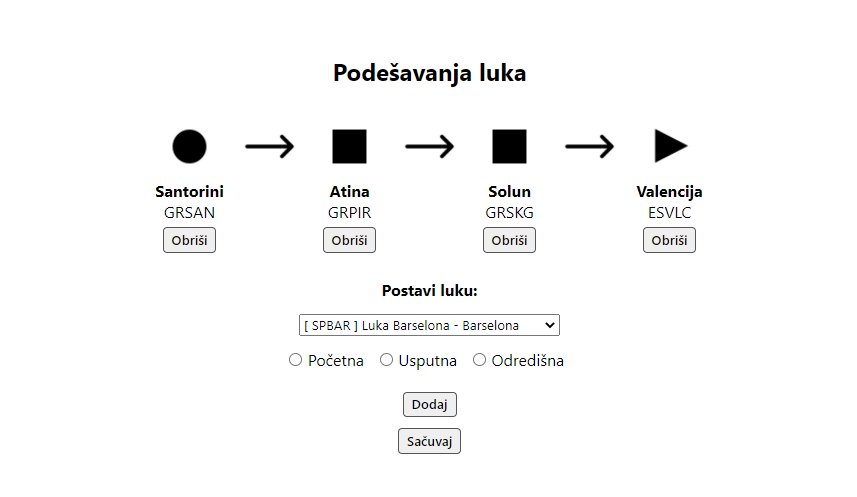 Podešavanja luka
Santorini Atina Solun Valencija
GRSAN GRPIR GRSKG ESVLC
Obriši Obriši Obriši Obriši
Postavi luku:
[ SPBAR ] Luka Barselona - Barselona
Početna Usputna Odredišna
Dodaj
Sačuvaj